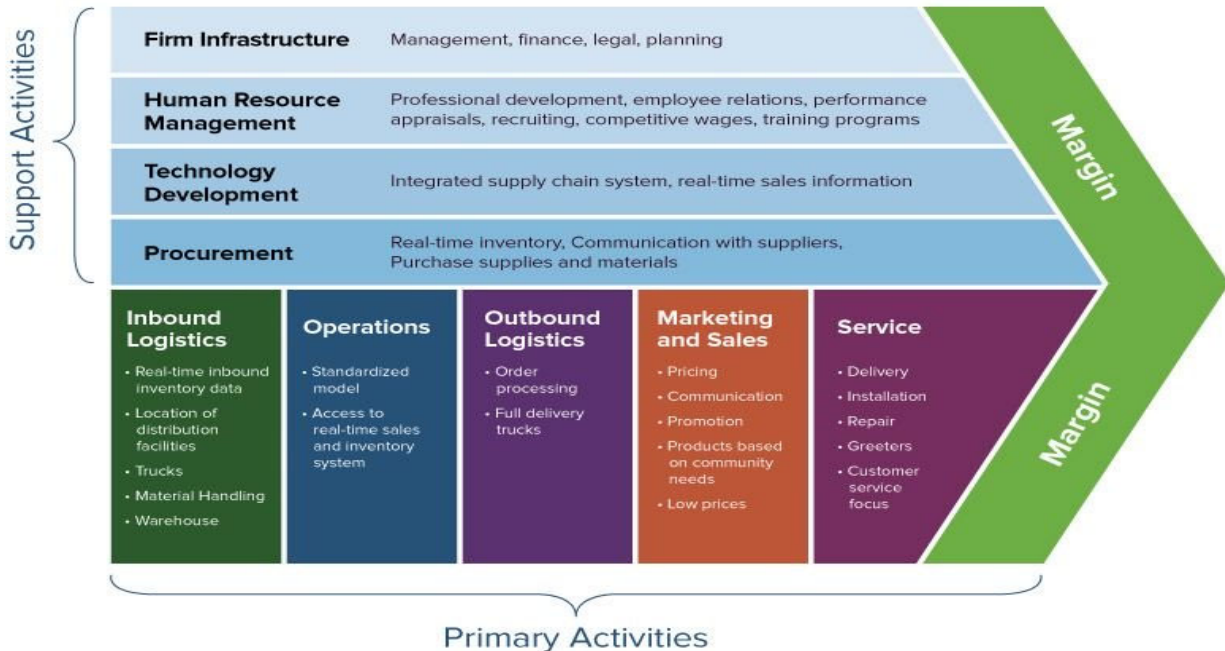 Support Activities
Firm Infrastructure
Management, finance, legal, planning
Human Resource
Management
Professional development, employee relations, performance
appraisals, recruiting, competitive wages, training programs
Technology
Development
Integrated supply chain system, real-time sales information
Procurement
Real-time inventory, Communication with suppliers,
Purchase supplies and materials
Margin
Margin
Inbound
Logistics
• Real-time inbound
inventory data
• Location of
distribution
facilities
• Trucks
• Material Handling
• Warehouse
Operations
• Standardized
model
• Access to
real-time sales
and inventory
system
Outbound
Logistics
• Order
processing
• Full delivery
trucks
Marketing
and Sales
• Pricing
• Communication
• Promotion
• Products based
on community
needs
• Low prices
Service
• Delivery
• Installation
• Repair
• Greeters
• Customer
service
focus
Primary Activities